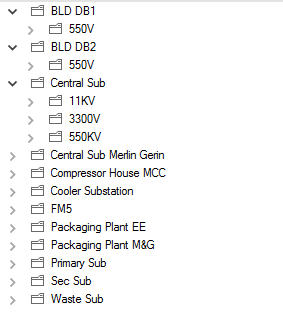 BLD DB1
550V
BLD DB2
550V
Central Sub
11KV
3300V
550KV
Central Sub Merlin Gerin
Compressor House MCC
Cooler Substation
FM5
Packaging Plant EE
Packaging Plant M&G
Primary Sub
Sec Sub
Waste Sub